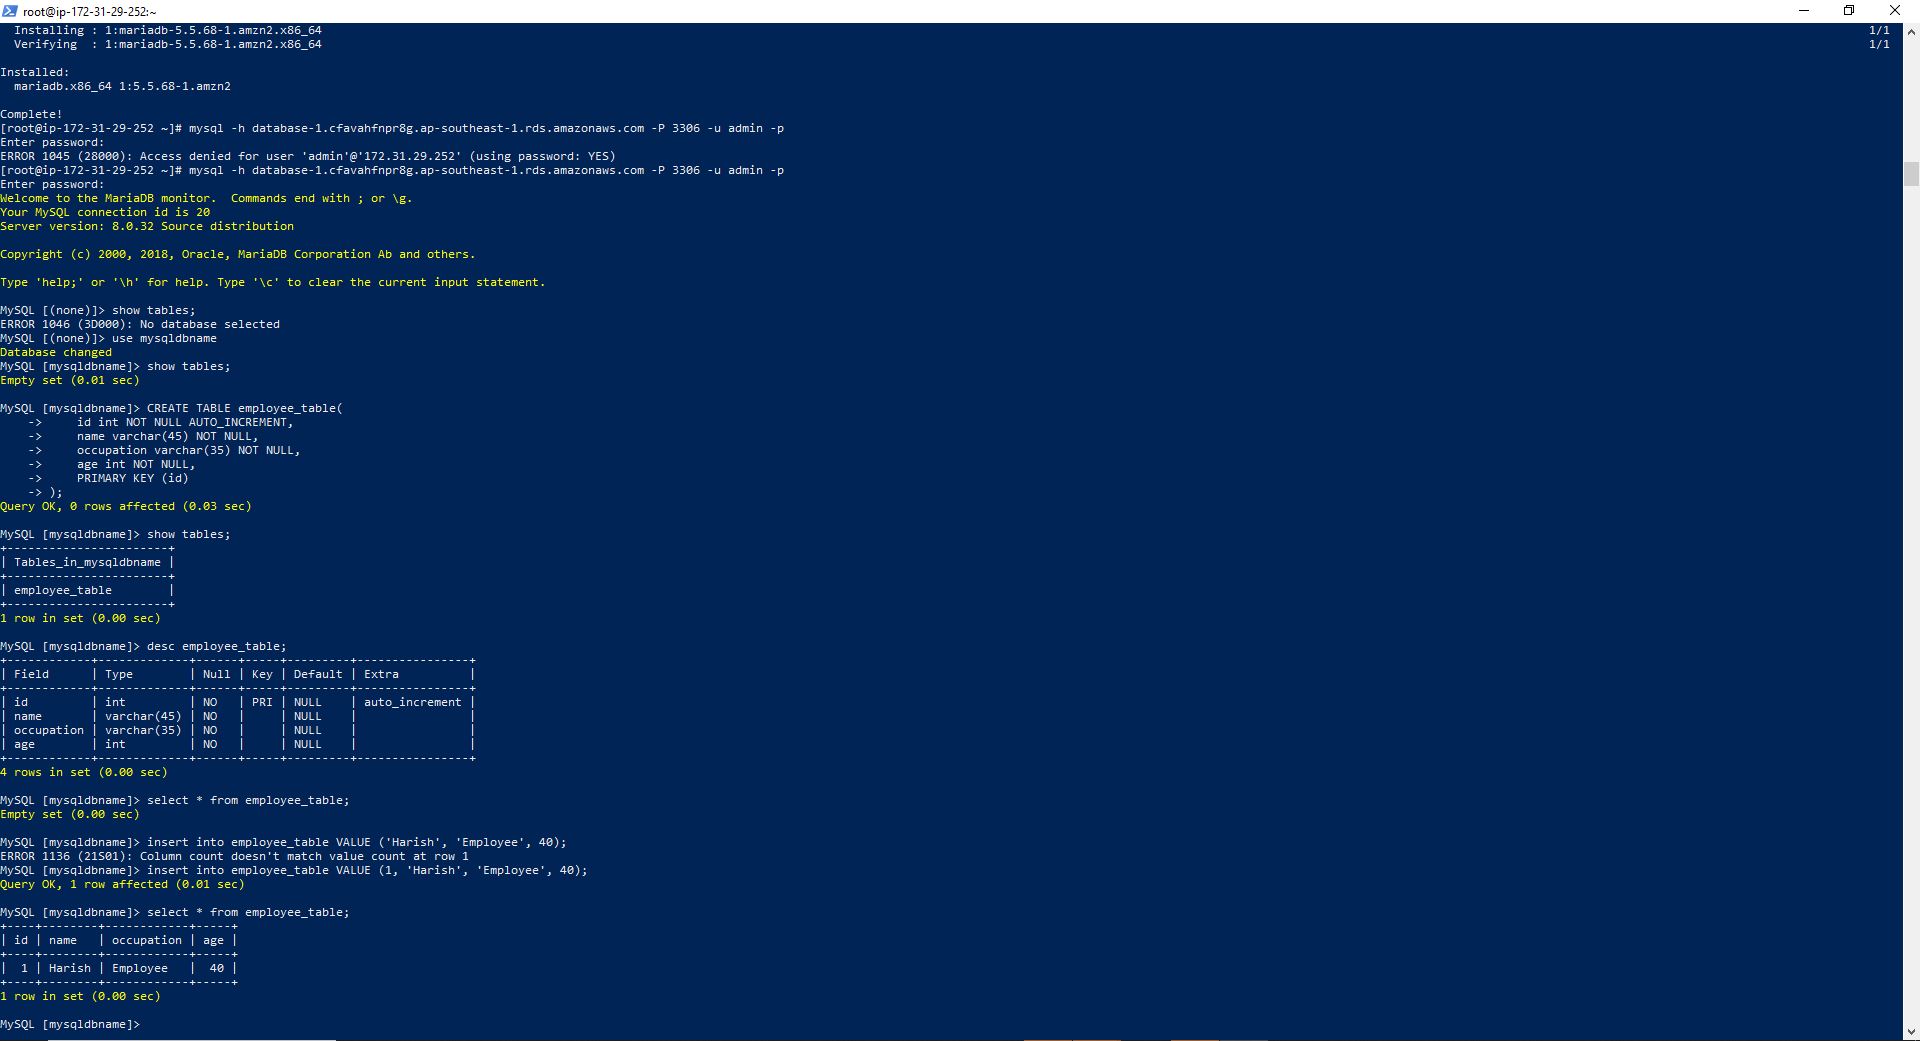 root@ip-172-31-29-252:~
  Installing : 1:mariadb-5.5.68-1.amzn2.x86_64 1/1
  Verifying  : 1:mariadb-5.5.68-1.amzn2.x86_64 1/1
Installed:
  mariadb.x86_64 1:5.5.68-1.amzn2
Complete!
[root@ip-172-31-29-252 ~]# mysql -h database-1.cfavahfnpr8g.ap-southeast-1.rds.amazonaws.com -P 3306 -u admin -p
Enter password:
ERROR 1045 (28000): Access denied for user 'admin'@'172.31.29.252' (using password: YES)
[root@ip-172-31-29-252 ~]# mysql -h database-1.cfavahfnpr8g.ap-southeast-1.rds.amazonaws.com -P 3306 -u admin -p
Enter password:
Welcome to the MariaDB monitor.  Commands end with ; or \g.
Your MySQL connection id is 20
Server version: 8.0.32 Source distribution
Copyright (c) 2000, 2018, Oracle, MariaDB Corporation Ab and others.
Type 'help;' or '\h' for help. Type '\c' to clear the current input statement.
MySQL [(none)]> show tables;
ERROR 1046 (3D000): No database selected
MySQL [(none)]> use mysqldbname
Database changed
MySQL [mysqldbname]> show tables;
Empty set (0.01 sec)
MySQL [mysqldbname]> CREATE TABLE employee_table(
    ->     id int NOT NULL AUTO_INCREMENT,
    ->     name varchar(45) NOT NULL,
    ->     occupation varchar(35) NOT NULL,
    ->     age int NOT NULL,
    ->     PRIMARY KEY (id)
    -> );
Query OK, 0 rows affected (0.03 sec)
MySQL [mysqldbname]> show tables;
+-----------------------+
| Tables_in_mysqldbname |
+-----------------------+
| employee_table        |
+-----------------------+
1 row in set (0.00 sec)
MySQL [mysqldbname]> desc employee_table;
+------------+-------------+------+-----+---------+----------------+
| Field      | Type        | Null | Key | Default | Extra          |
+------------+-------------+------+-----+---------+----------------+
| id         | int         | NO   | PRI | NULL    | auto_increment |
| name       | varchar(45) | NO   |     | NULL    |                |
| occupation | varchar(35) | NO   |     | NULL    |                |
| age        | int         | NO   |     | NULL    |                |
+------------+-------------+------+-----+---------+----------------+
4 rows in set (0.00 sec)
MySQL [mysqldbname]> select * from employee_table;
Empty set (0.00 sec)
MySQL [mysqldbname]> insert into employee_table VALUE ('Harish', 'Employee', 40);
ERROR 1136 (21S01): Column count doesn't match value count at row 1
MySQL [mysqldbname]> insert into employee_table VALUE (1, 'Harish', 'Employee', 40);
Query OK, 1 row affected (0.01 sec)
MySQL [mysqldbname]> select * from employee_table;
+----+--------+------------+-----+
| id | name   | occupation | age |
+----+--------+------------+-----+
|  1 | Harish | Employee   |  40 |
+----+--------+------------+-----+
1 row in set (0.00 sec)
MySQL [mysqldbname]>